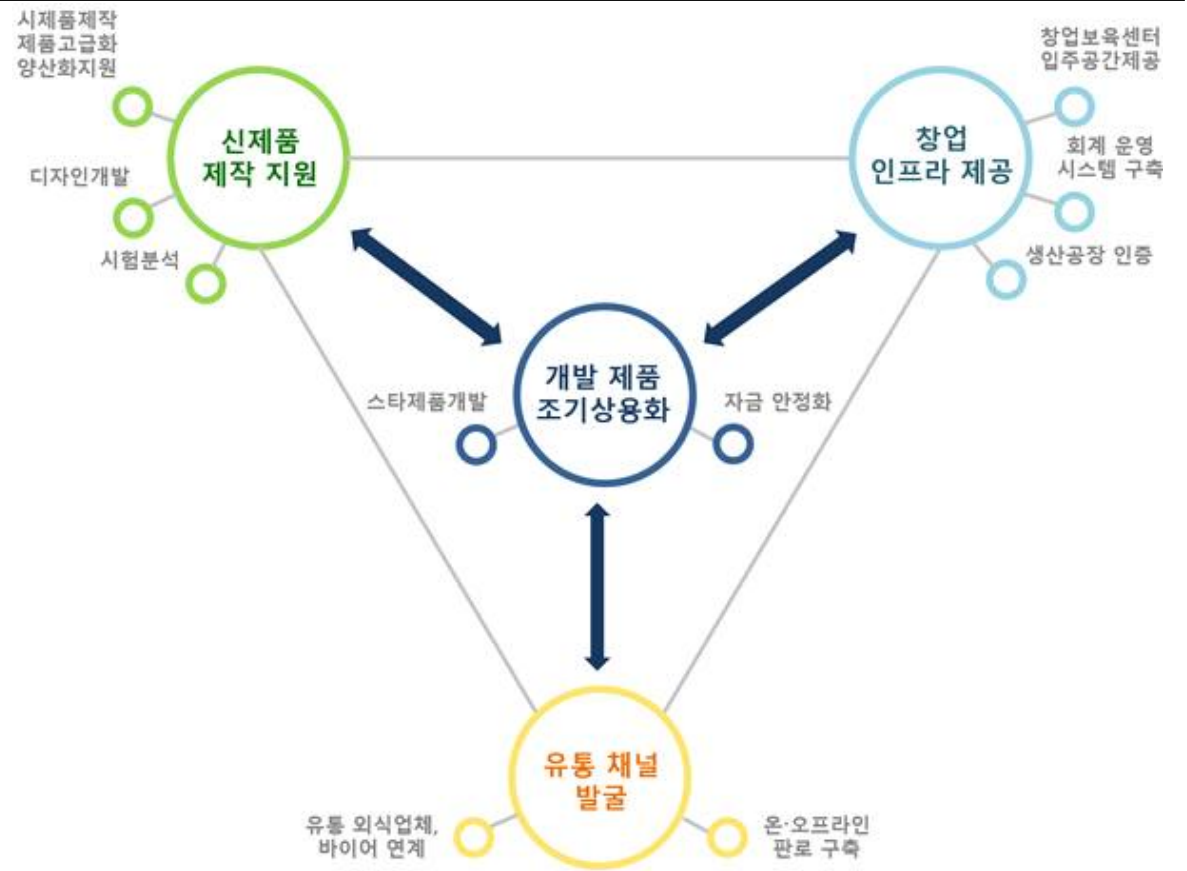 시제품제작
제품고급화
양산화지원
신제품
제작 지원
디자인개발
시험분석
창업보육센터
입주공간제공
창업
인프라 제공
회계 운영
시스템 구축
생산공장 인증
개발 제품
조기상용화
스타제품개발
자금 안정화
유통 채널
발굴
유통 외식업체,
바이어 연계
온·오프라인
판로 구축